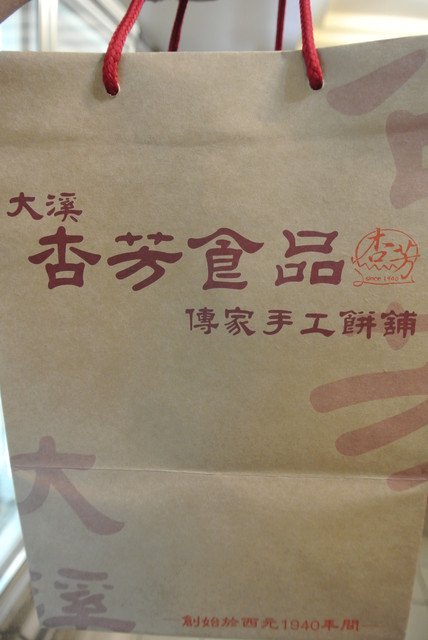 大溪
杏芳食品
杏芳
since 1940
傳家手工餅舖
大溪
創始於西元1940年間